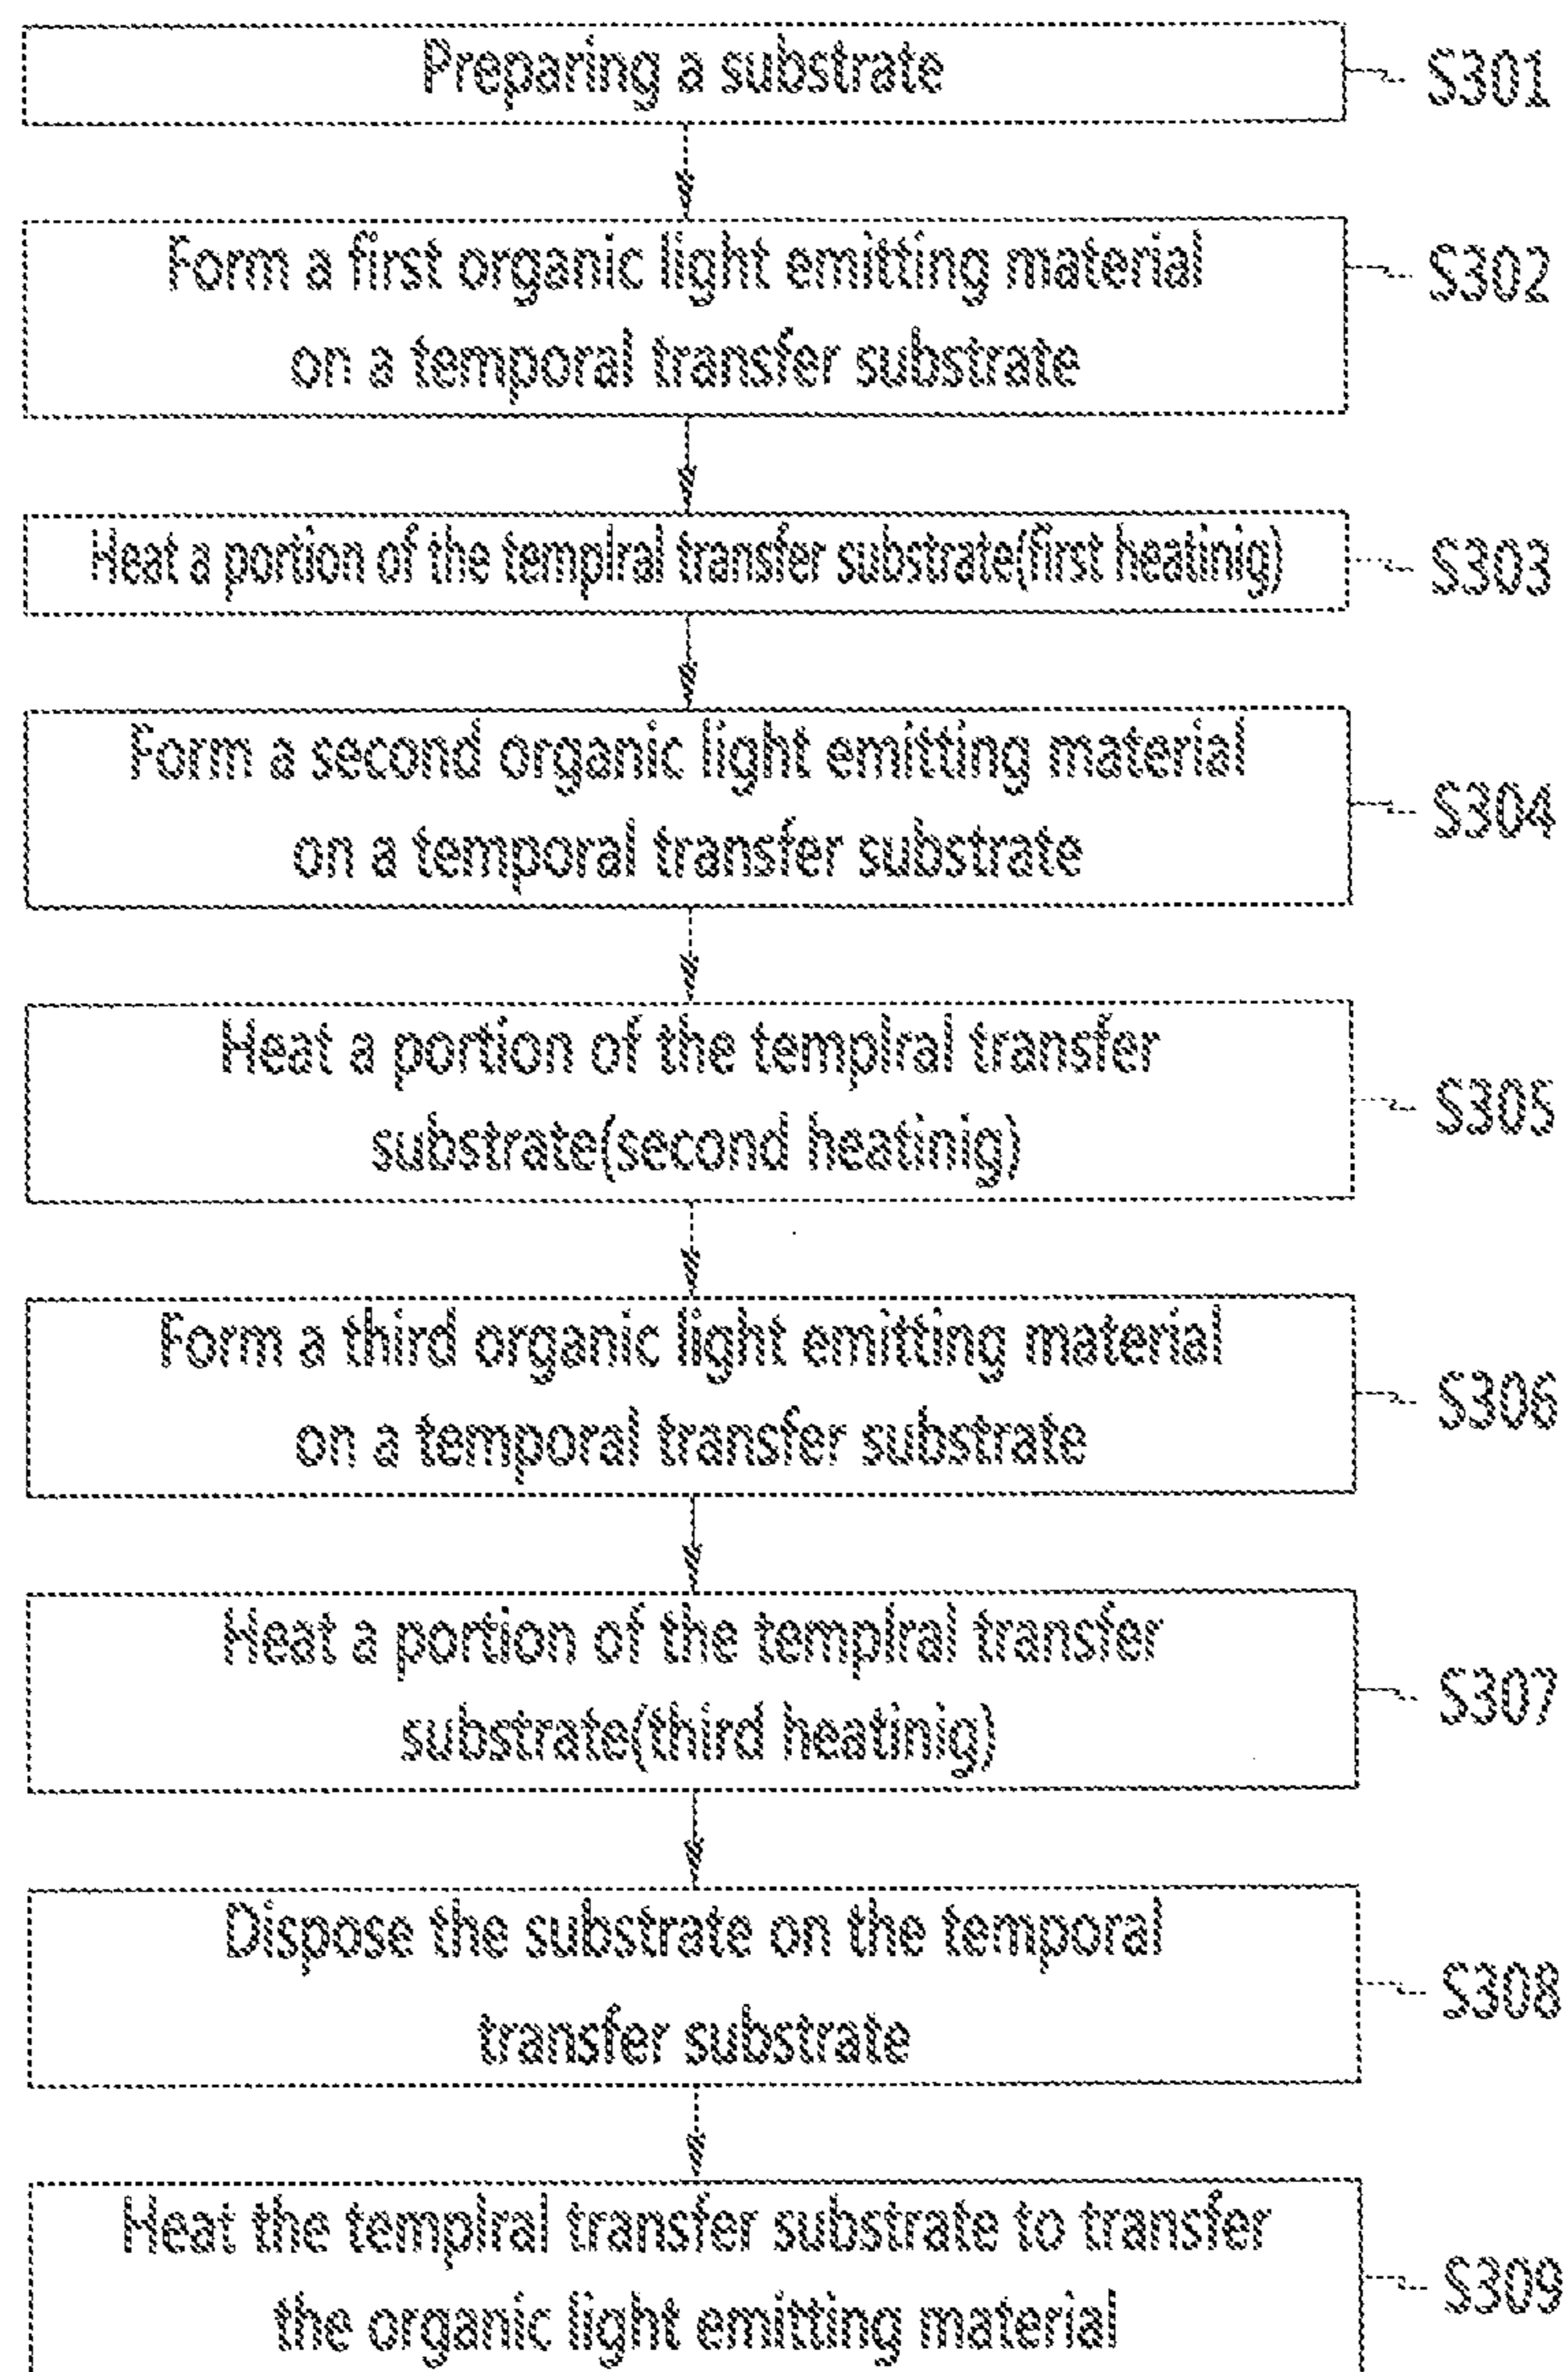 Preparing a substrate
S301
Form a first organic light emitting material
on a temporal transfer substrate
S302
Heat a portion of the templral transfer substrate(first heatinig)
S303
Form a second organic light emitting material
on a temporal transfer substrate
S304
Heat a portion of the templral transfer
substrate(second heatinig)
S305
Form a third organic light emitting material
on a temporal transfer substrate
S306
Heat a portion of the templral transfer
substrate(third heatinig)
S307
Dispose the substrate on the temporal
transfer substrate
S308
Heat the templral transfer substrate to transfer
the organic light emitting material
S309